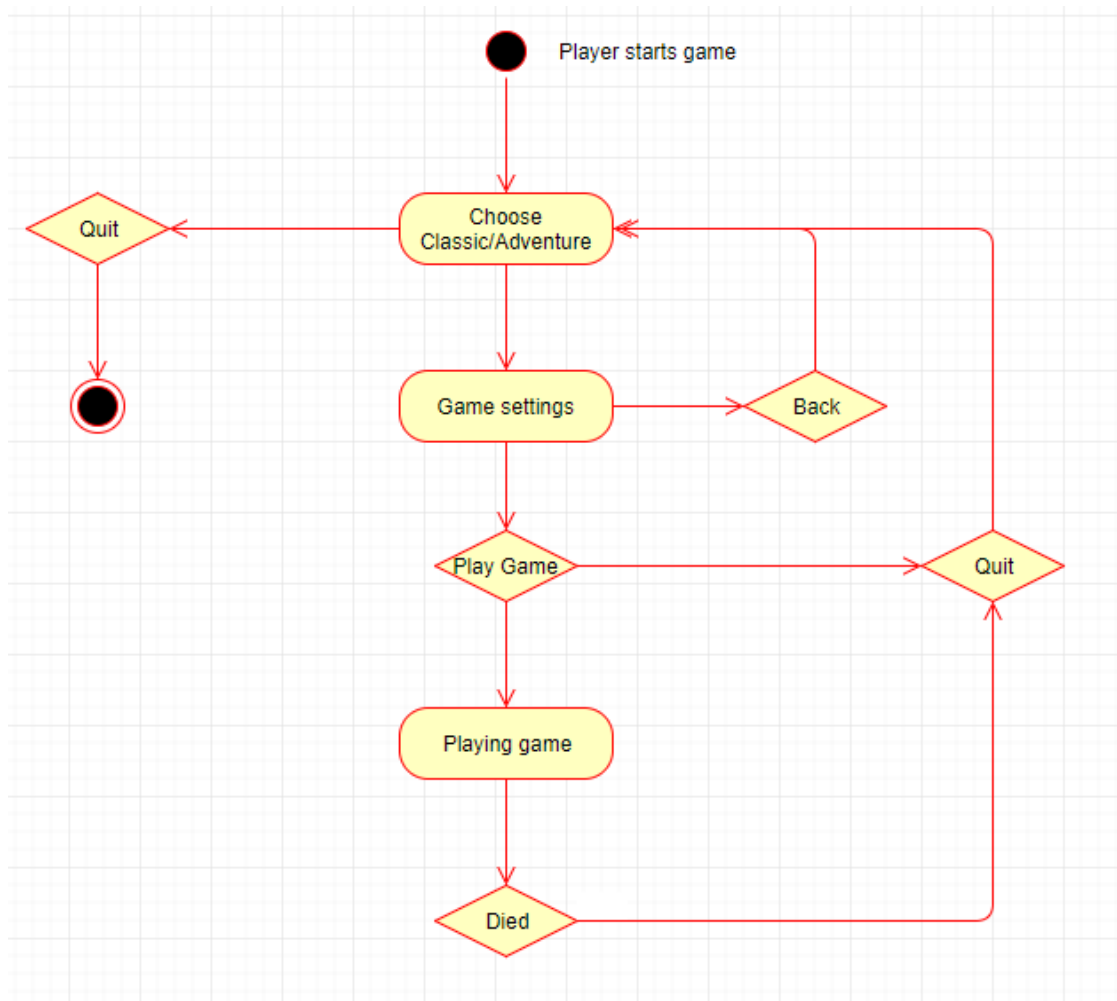 Player starts game
Quit
Choose
Classic/Adventure
Game settings
Back
Play Game
Quit
Playing game
Died